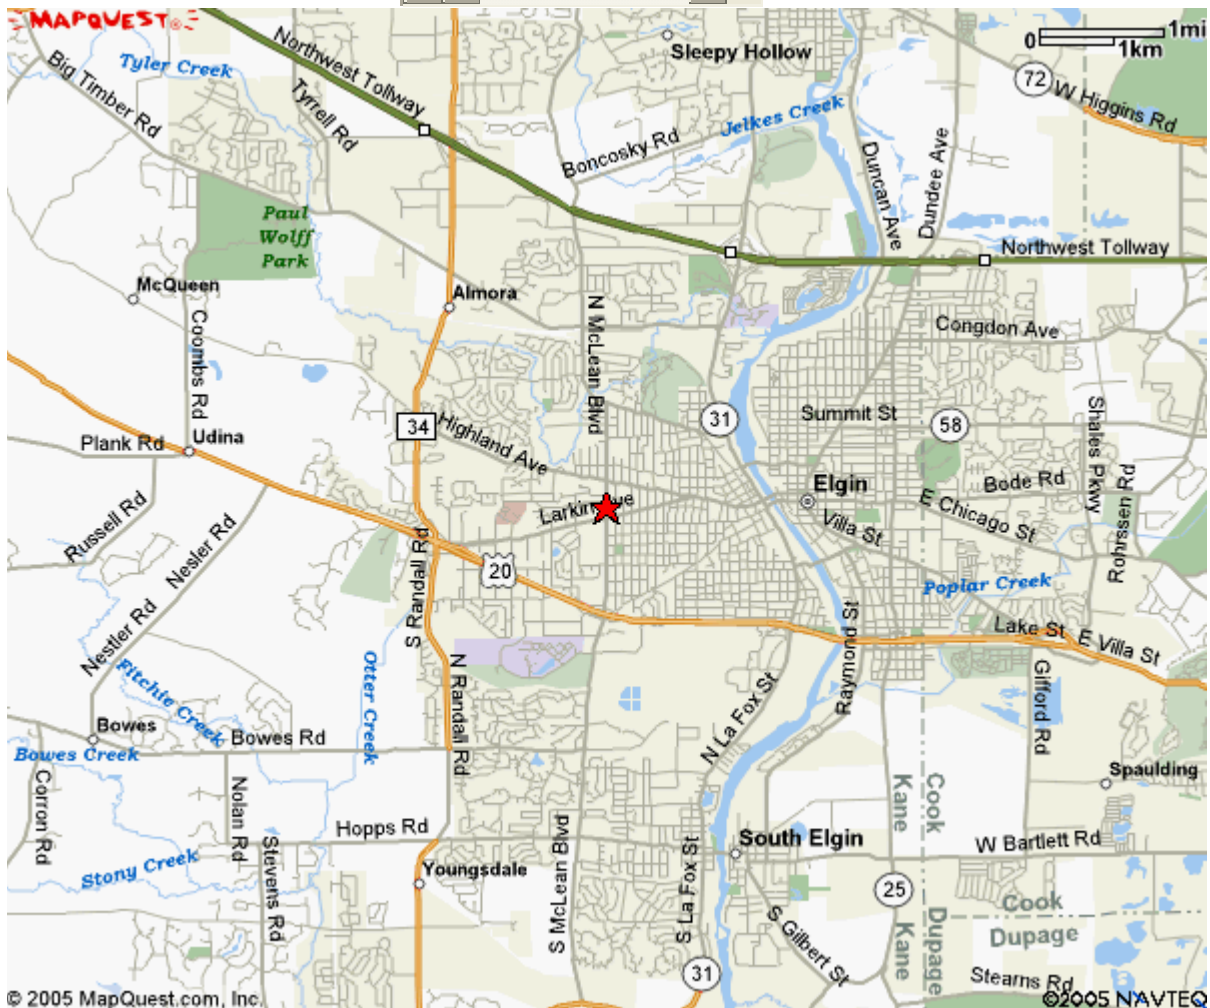 MAPQUEST
0
1mi
1km
Sleepy Hollow
72
W Higgins Rd
Tyler Creek
Big Timber Rd
Northwest Tollway
Tyrrell Rd
Jelkes Creek
Boncosky Rd
Duncan Ave
Dundee Ave
Paul
Wolff
Park
Northwest Tollway
McQueen
Almora
Coombs Rd
N McLean Blvd
Congdon Ave
31
Summit St
58
Shales Pkwy
34
Highland Ave
Plank Rd
Udina
Elgin
Bode Rd
E Chicago St
Larkin Ave
Villa St
Russell Rd
Nesler Rd
Rohrssen Rd
S Randall Rd
20
Poplar Creek
Nestler Rd
Raymond St
Lake St
E Villa St
Fitchie Creek
Otter Creek
N Randall Rd
N La Fox St
Gifford Rd
Bowes
Bowes Rd
Bowes Creek
Corron Rd
Nolan Rd
Spaulding
Kane
Cook
Hopps Rd
South Elgin
W Bartlett Rd
Stony Creek
Stevens Rd
Youngsdale
S McLean Blvd
S La Fox St
25
S Gilbert St
Kane
Dupage
Cook
Dupage
31
Stearns Rd
© 2005 MapQuest.com, Inc.
©2005 NAVTEQ